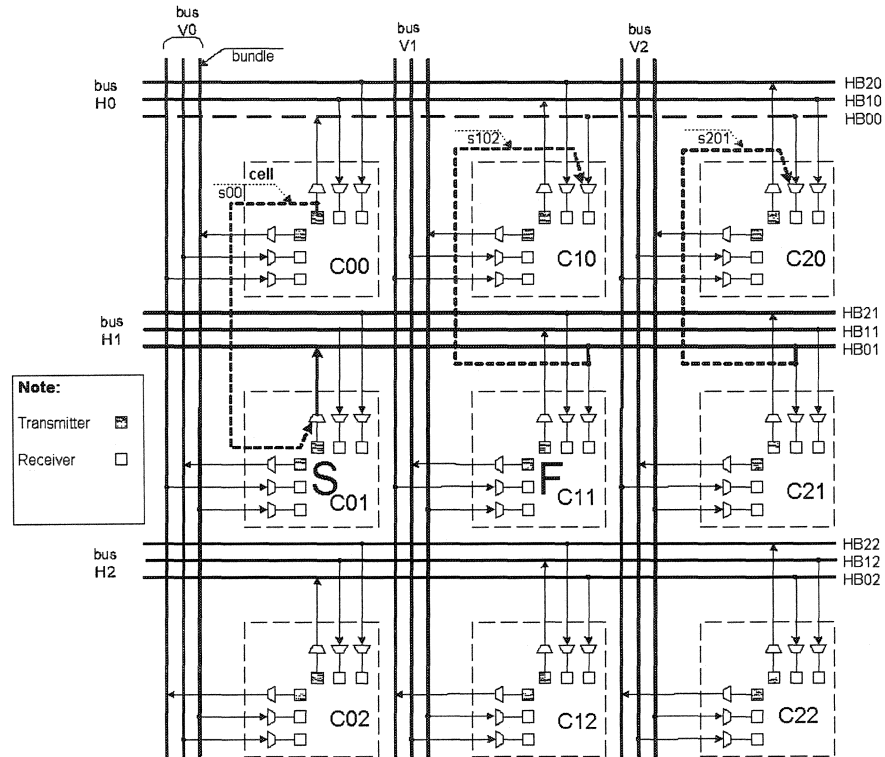 bus
V0
bundle
bus
V1
bus
V2
bus
H0
HB20
HB10
HB00
s102
s201
cell
s00
C00
C10
C20
bus
H1
HB21
HB11
HB01
Note:
Transmitter
Receiver
S
C01
F
C11
C21
bus
H2
HB22
HB12
HB02
C02
C12
C22